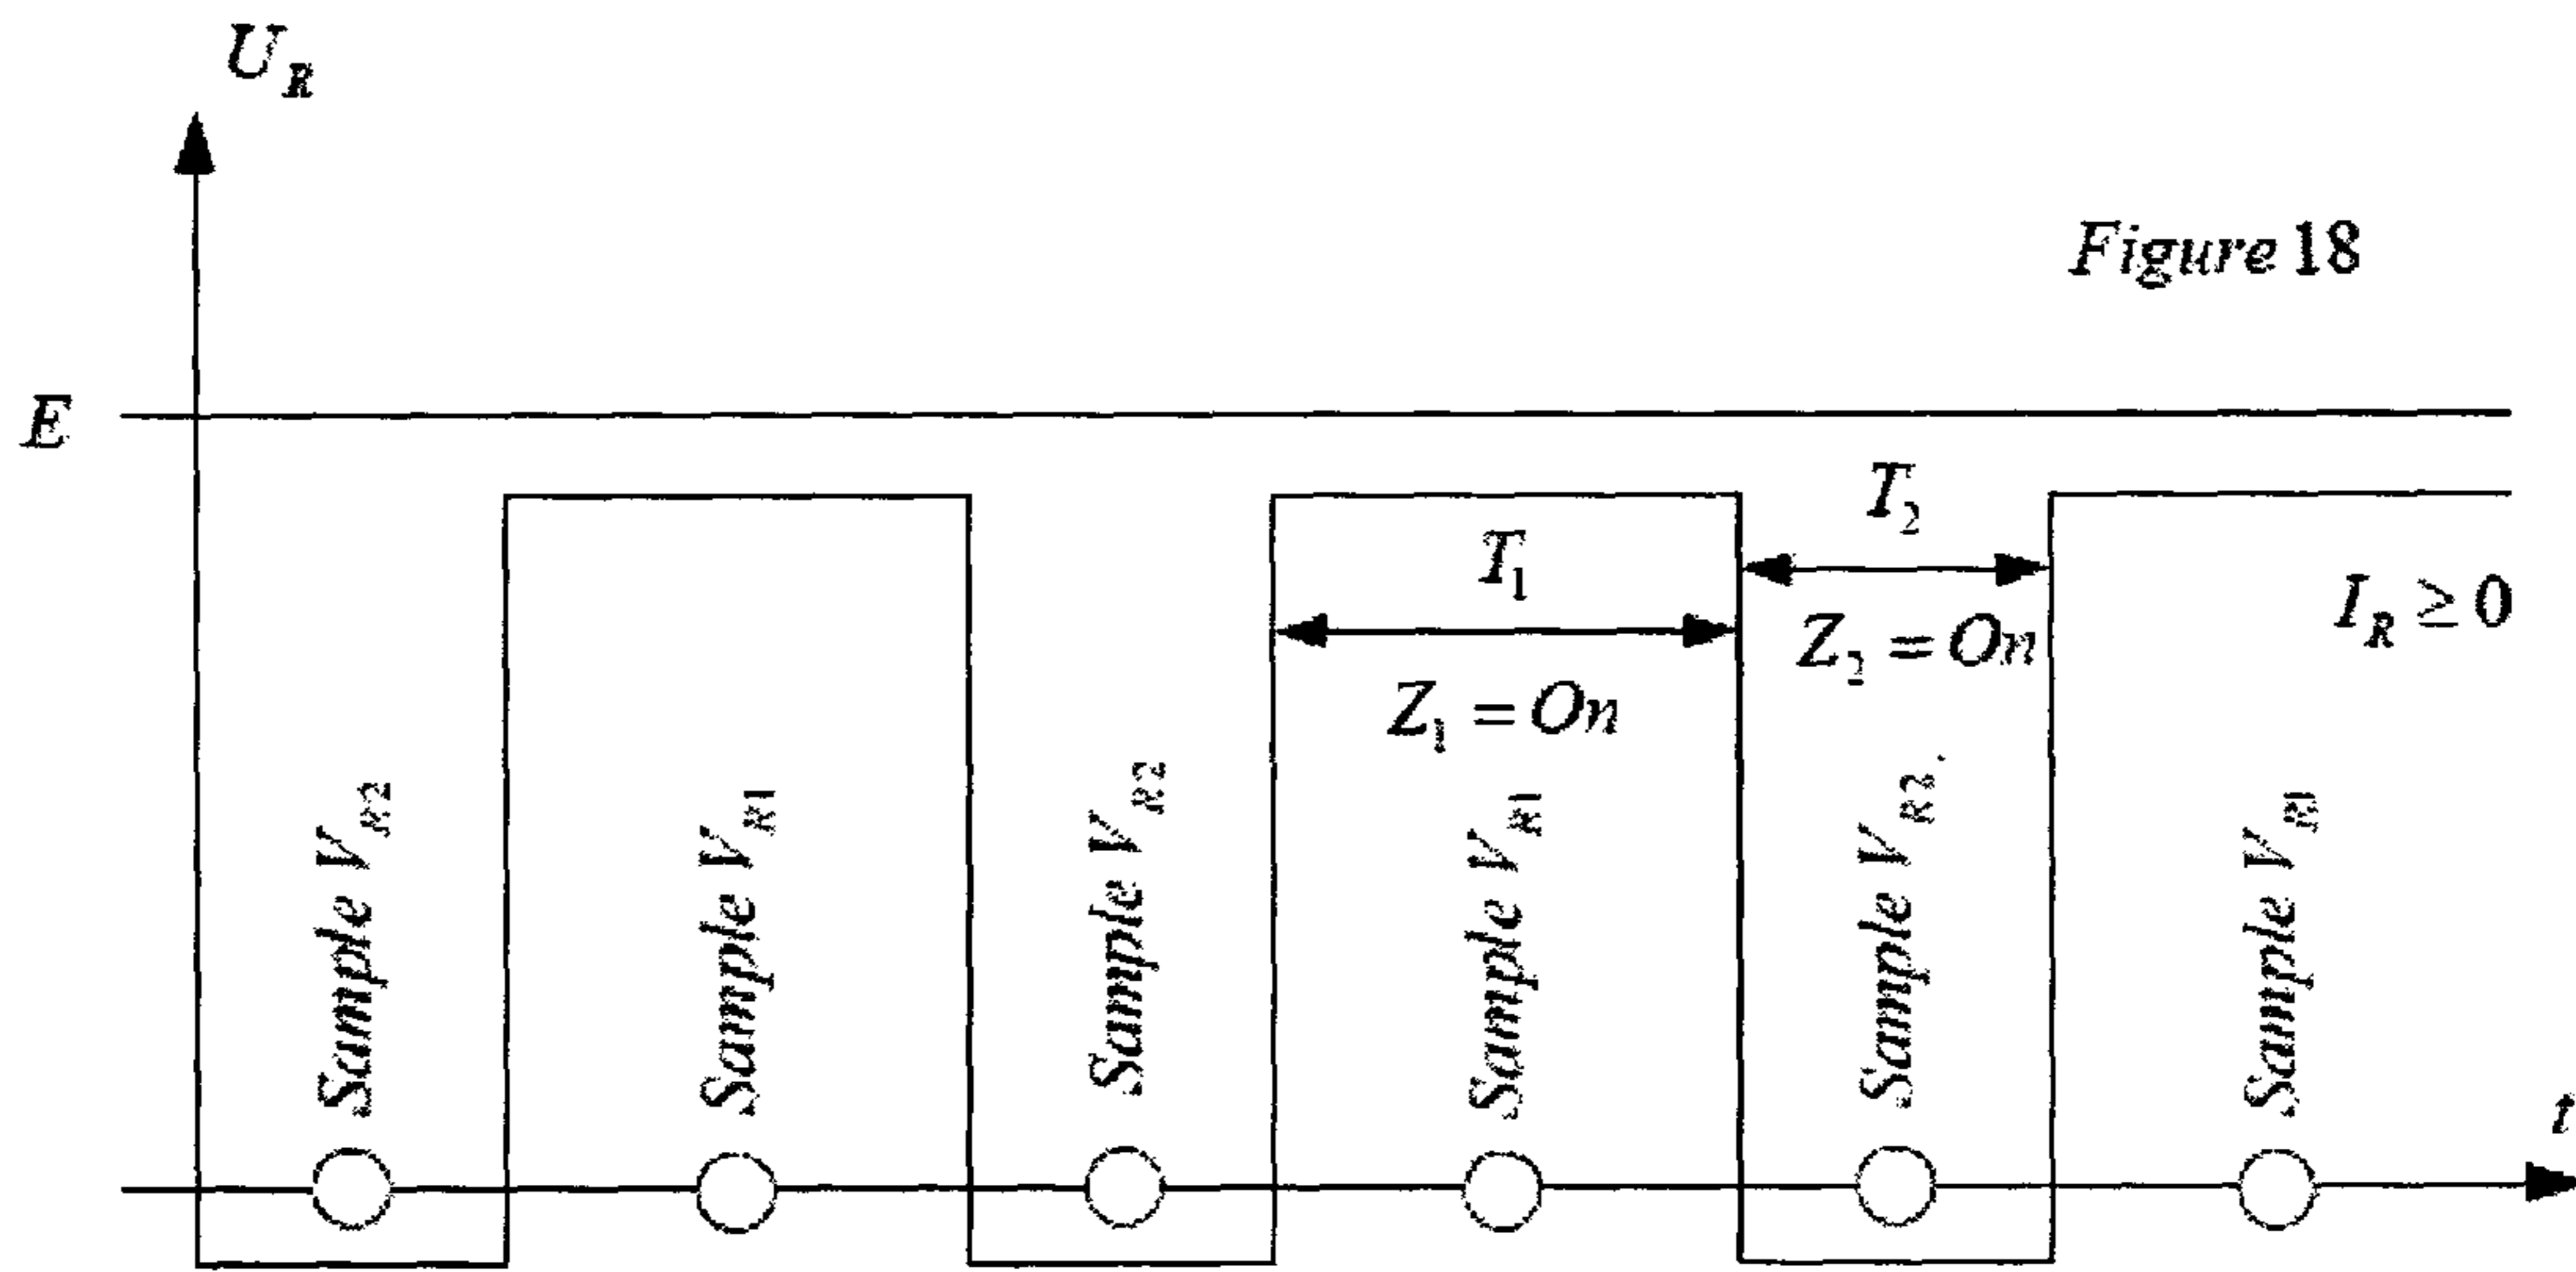 U_R
Figure 18
E
T_1
T_2
Z_1 = On
Z_2 = On
I_R ≥ 0
Sample V_R2
Sample V_R1
Sample V_R2
Sample V_R1
Sample V_R2
Sample V_R1
t